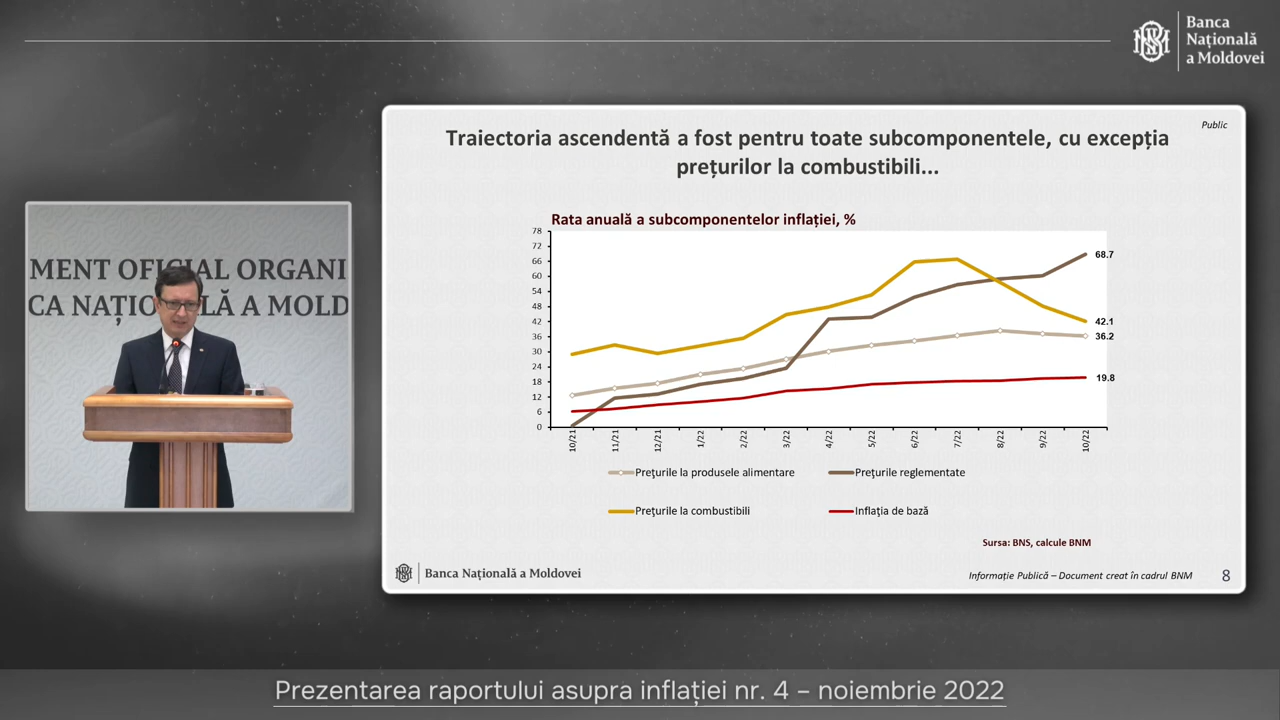 Banca
Națională
a Moldovei
Public
Traiectoria ascendentă a fost pentru toate subcomponentele, cu excepția
prețurilor la combustibili...
MENT OFICIAL ORGANI
CA NAȚIONALĂ A MOLD
Rata anuală a subcomponentelor inflației, %
78
72
66
60
54
48
42
36
30
24
18
12
6
0
68.7
42.1
36.2
19.8
10/21 11/21 12/21 1/22 2/22 3/22 4/22 5/22 6/22 7/22 8/22 9/22 10/22
Prețurile la produsele alimentare Prețurile reglementate
Prețurile la combustibili Inflația de bază
Sursa: BNS, calcule BNM
Banca Națională a Moldovei
Informație Publică – Document creat în cadrul BNM 8
Prezentarea raportului asupra inflației nr. 4 – noiembrie 2022